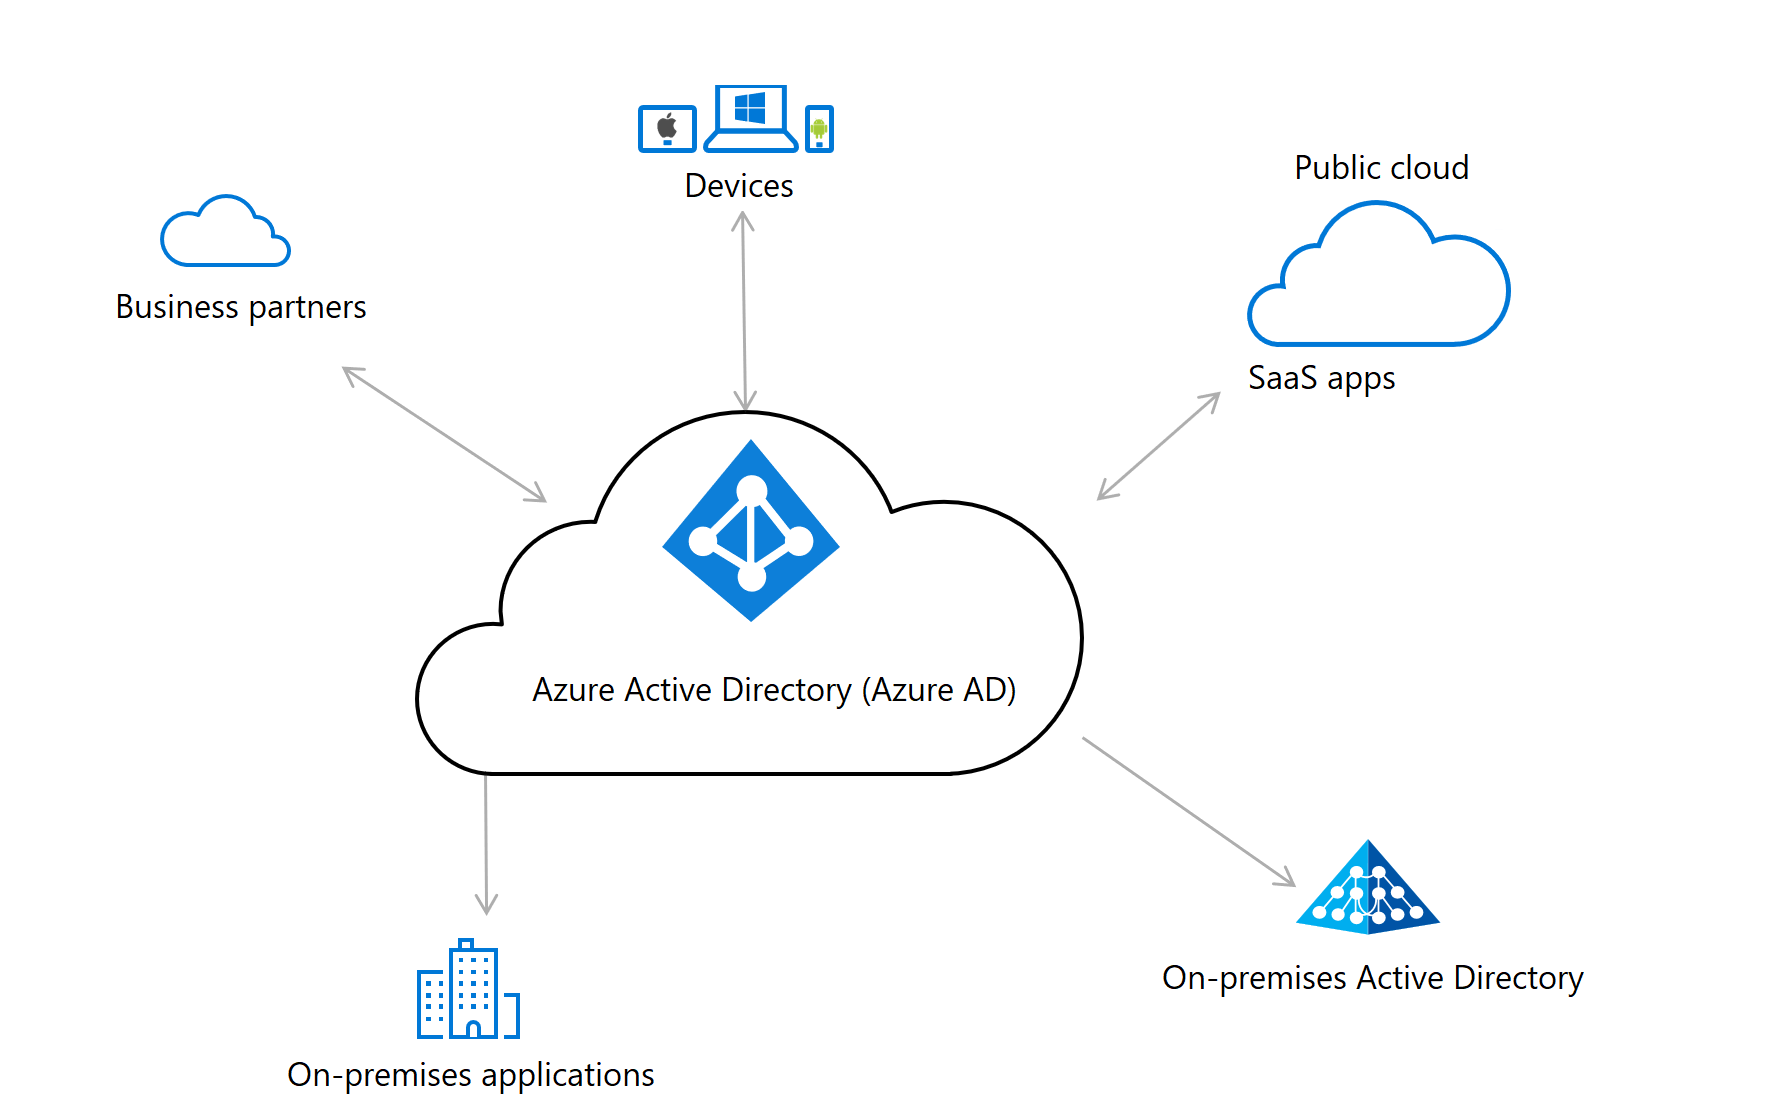 Devices
Public cloud
Business partners
SaaS apps
Azure Active Directory (Azure AD)
On-premises Active Directory
On-premises applications